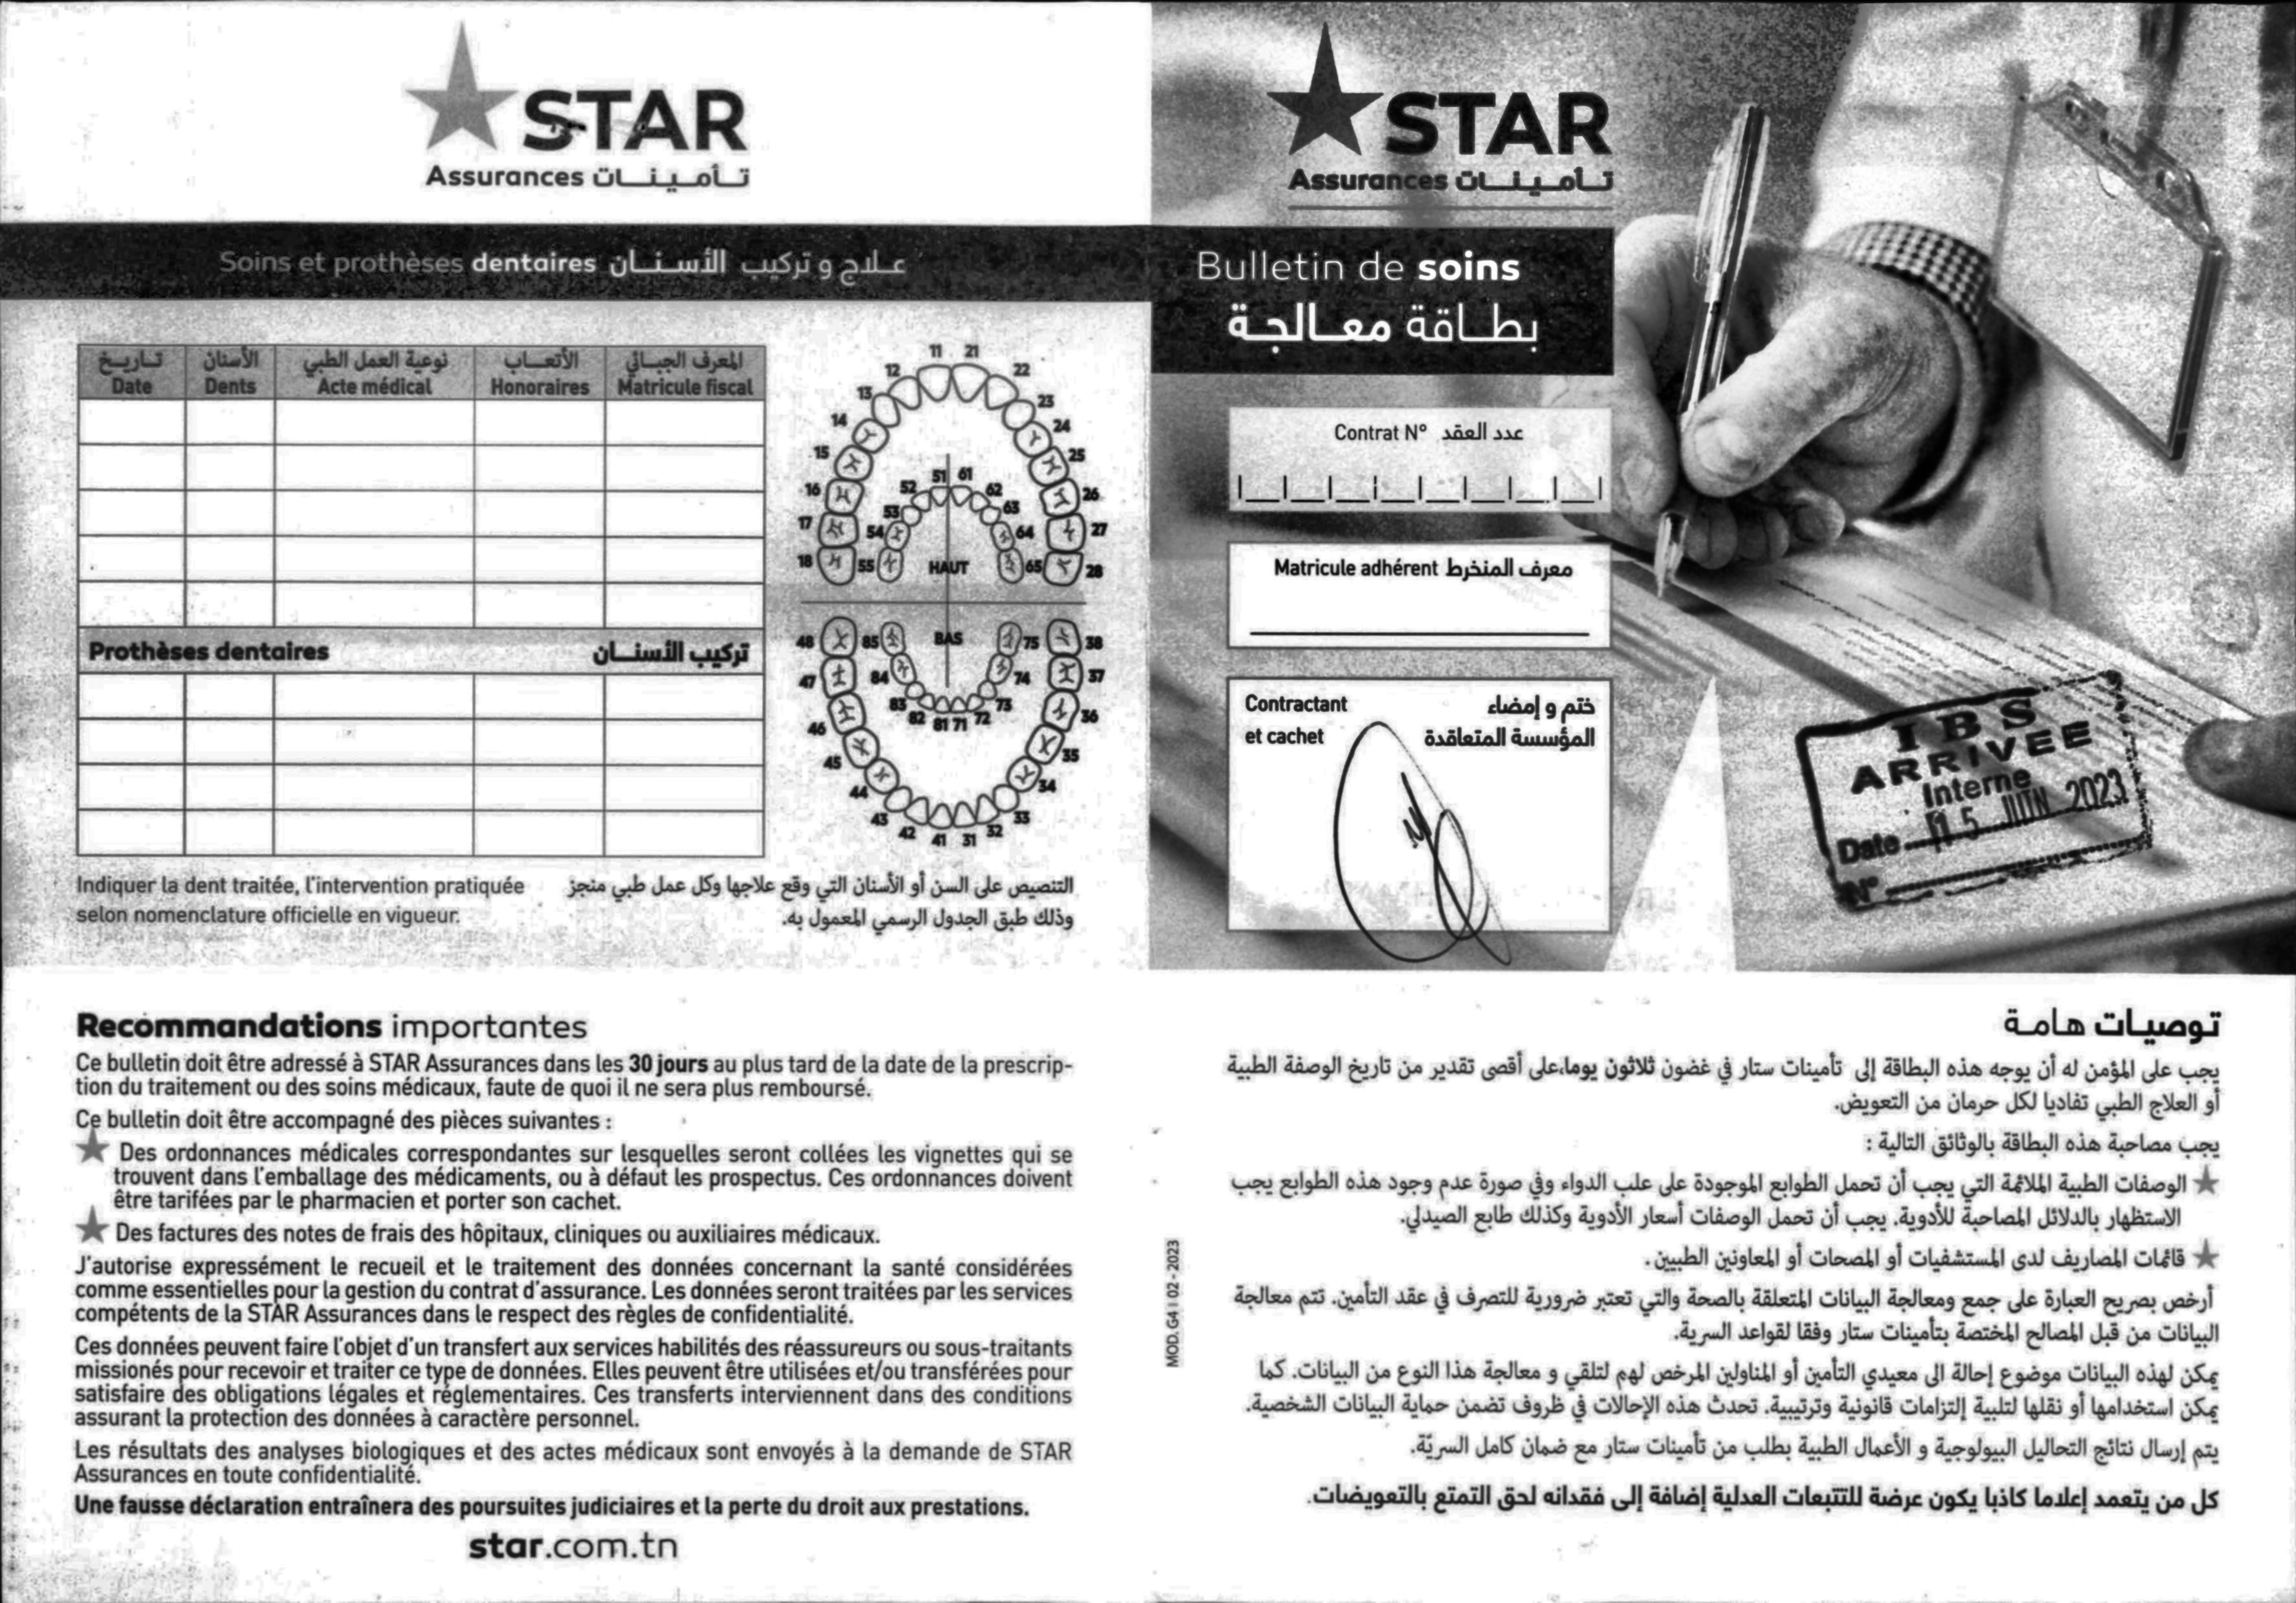 STAR
Assurances تأمينات
Soins et prothèses dentaires علاج و تركيب الأسنان
تاريخ الأسنان نوعية العمل الطبي الأتعاب المعرف الجبائي
Date Dents Acte médical Honoraires Matricule fiscal
Prothèses dentaires تركيب الأسنان
11 21
12 22
13 23
14 24
15 25
16 26
17 27
18 28
51 61
52 62
53 63
54 64
55 65
HAUT
BAS
48 38
47 37
46 36
45 35
44 34
43 33
42 32
41 31
85 75
84 74
83 73
82 81 71 72
Indiquer la dent traitée, l'intervention pratiquée
selon nomenclature officielle en vigueur.
التنصيص على السن أو الأسنان التي وقع علاجها وكل عمل طبي منجز
وذلك طبق الجدول الرسمي المعمول به.
STAR
Assurances تأمينات
Bulletin de soins
بطاقة معالجة
Contrat N° عدد العقد
Matricule adhérent معرف المنخرط
Contractant ختم و إمضاء
et cachet المؤسسة المتعاقدة
IBS
ARRIVEE
Interne
Date 15 JUIN 2023
N°
Recommandations importantes
Ce bulletin doit être adressé à STAR Assurances dans les 30 jours au plus tard de la date de la prescrip-
tion du traitement ou des soins médicaux, faute de quoi il ne sera plus remboursé.
Ce bulletin doit être accompagné des pièces suivantes :
Des ordonnances médicales correspondantes sur lesquelles seront collées les vignettes qui se
trouvent dans l'emballage des médicaments, ou à défaut les prospectus. Ces ordonnances doivent
être tarifées par le pharmacien et porter son cachet.
Des factures des notes de frais des hôpitaux, cliniques ou auxiliaires médicaux.
J'autorise expressément le recueil et le traitement des données concernant la santé considérées
comme essentielles pour la gestion du contrat d'assurance. Les données seront traitées par les services
compétents de la STAR Assurances dans le respect des règles de confidentialité.
Ces données peuvent faire l'objet d'un transfert aux services habilités des réassureurs ou sous-traitants
missionés pour recevoir et traiter ce type de données. Elles peuvent être utilisées et/ou transférées pour
satisfaire des obligations légales et réglementaires. Ces transferts interviennent dans des conditions
assurant la protection des données à caractère personnel.
Les résultats des analyses biologiques et des actes médicaux sont envoyés à la demande de STAR
Assurances en toute confidentialité.
Une fausse déclaration entraînera des poursuites judiciaires et la perte du droit aux prestations.
star.com.tn
MOD. G4 I 02 - 2023
توصيات هامة
يجب على المؤمن له أن يوجه هذه البطاقة إلى تأمينات ستار في غضون ثلاثون يوما،على أقصى تقدير من تاريخ الوصفة الطبية
أو العلاج الطبي تفاديا لكل حرمان من التعويض.
يجب مصاحبة هذه البطاقة بالوثائق التالية :
الوصفات الطبية الملائمة التي يجب أن تحمل الطوابع الموجودة على علب الدواء وفي صورة عدم وجود هذه الطوابع يجب
الاستظهار بالدلائل المصاحبة للأدوية. يجب أن تحمل الوصفات أسعار الأدوية وكذلك طابع الصيدلي.
قائمات المصاريف لدى المستشفيات أو المصحات أو المعاونين الطبيين.
أرخص بصريح العبارة على جمع ومعالجة البيانات المتعلقة بالصحة والتي تعتبر ضرورية للتصرف في عقد التأمين. تتم معالجة
البيانات من قبل المصالح المختصة بتأمينات ستار وفقا لقواعد السرية.
يمكن لهذه البيانات موضوع إحالة الى معيدي التأمين أو المناولين المرخص لهم لتلقي و معالجة هذا النوع من البيانات. كما
يمكن استخدامها أو نقلها لتلبية إلتزامات قانونية وترتيبية. تحدث هذه الإحالات في ظروف تضمن حماية البيانات الشخصية.
يتم إرسال نتائج التحاليل البيولوجية و الأعمال الطبية بطلب من تأمينات ستار مع ضمان كامل السريّة.
كل من يتعمد إعلاما كاذبا يكون عرضة للتتبعات العدلية إضافة إلى فقدانه لحق التمتع بالتعويضات.